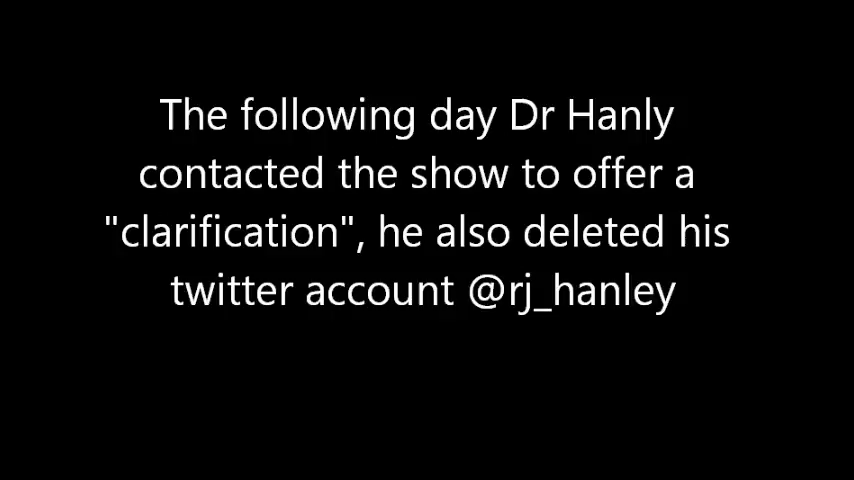 The following day Dr Hanly
contacted the show to offer a
"clarification", he also deleted his
twitter account @rj_hanley